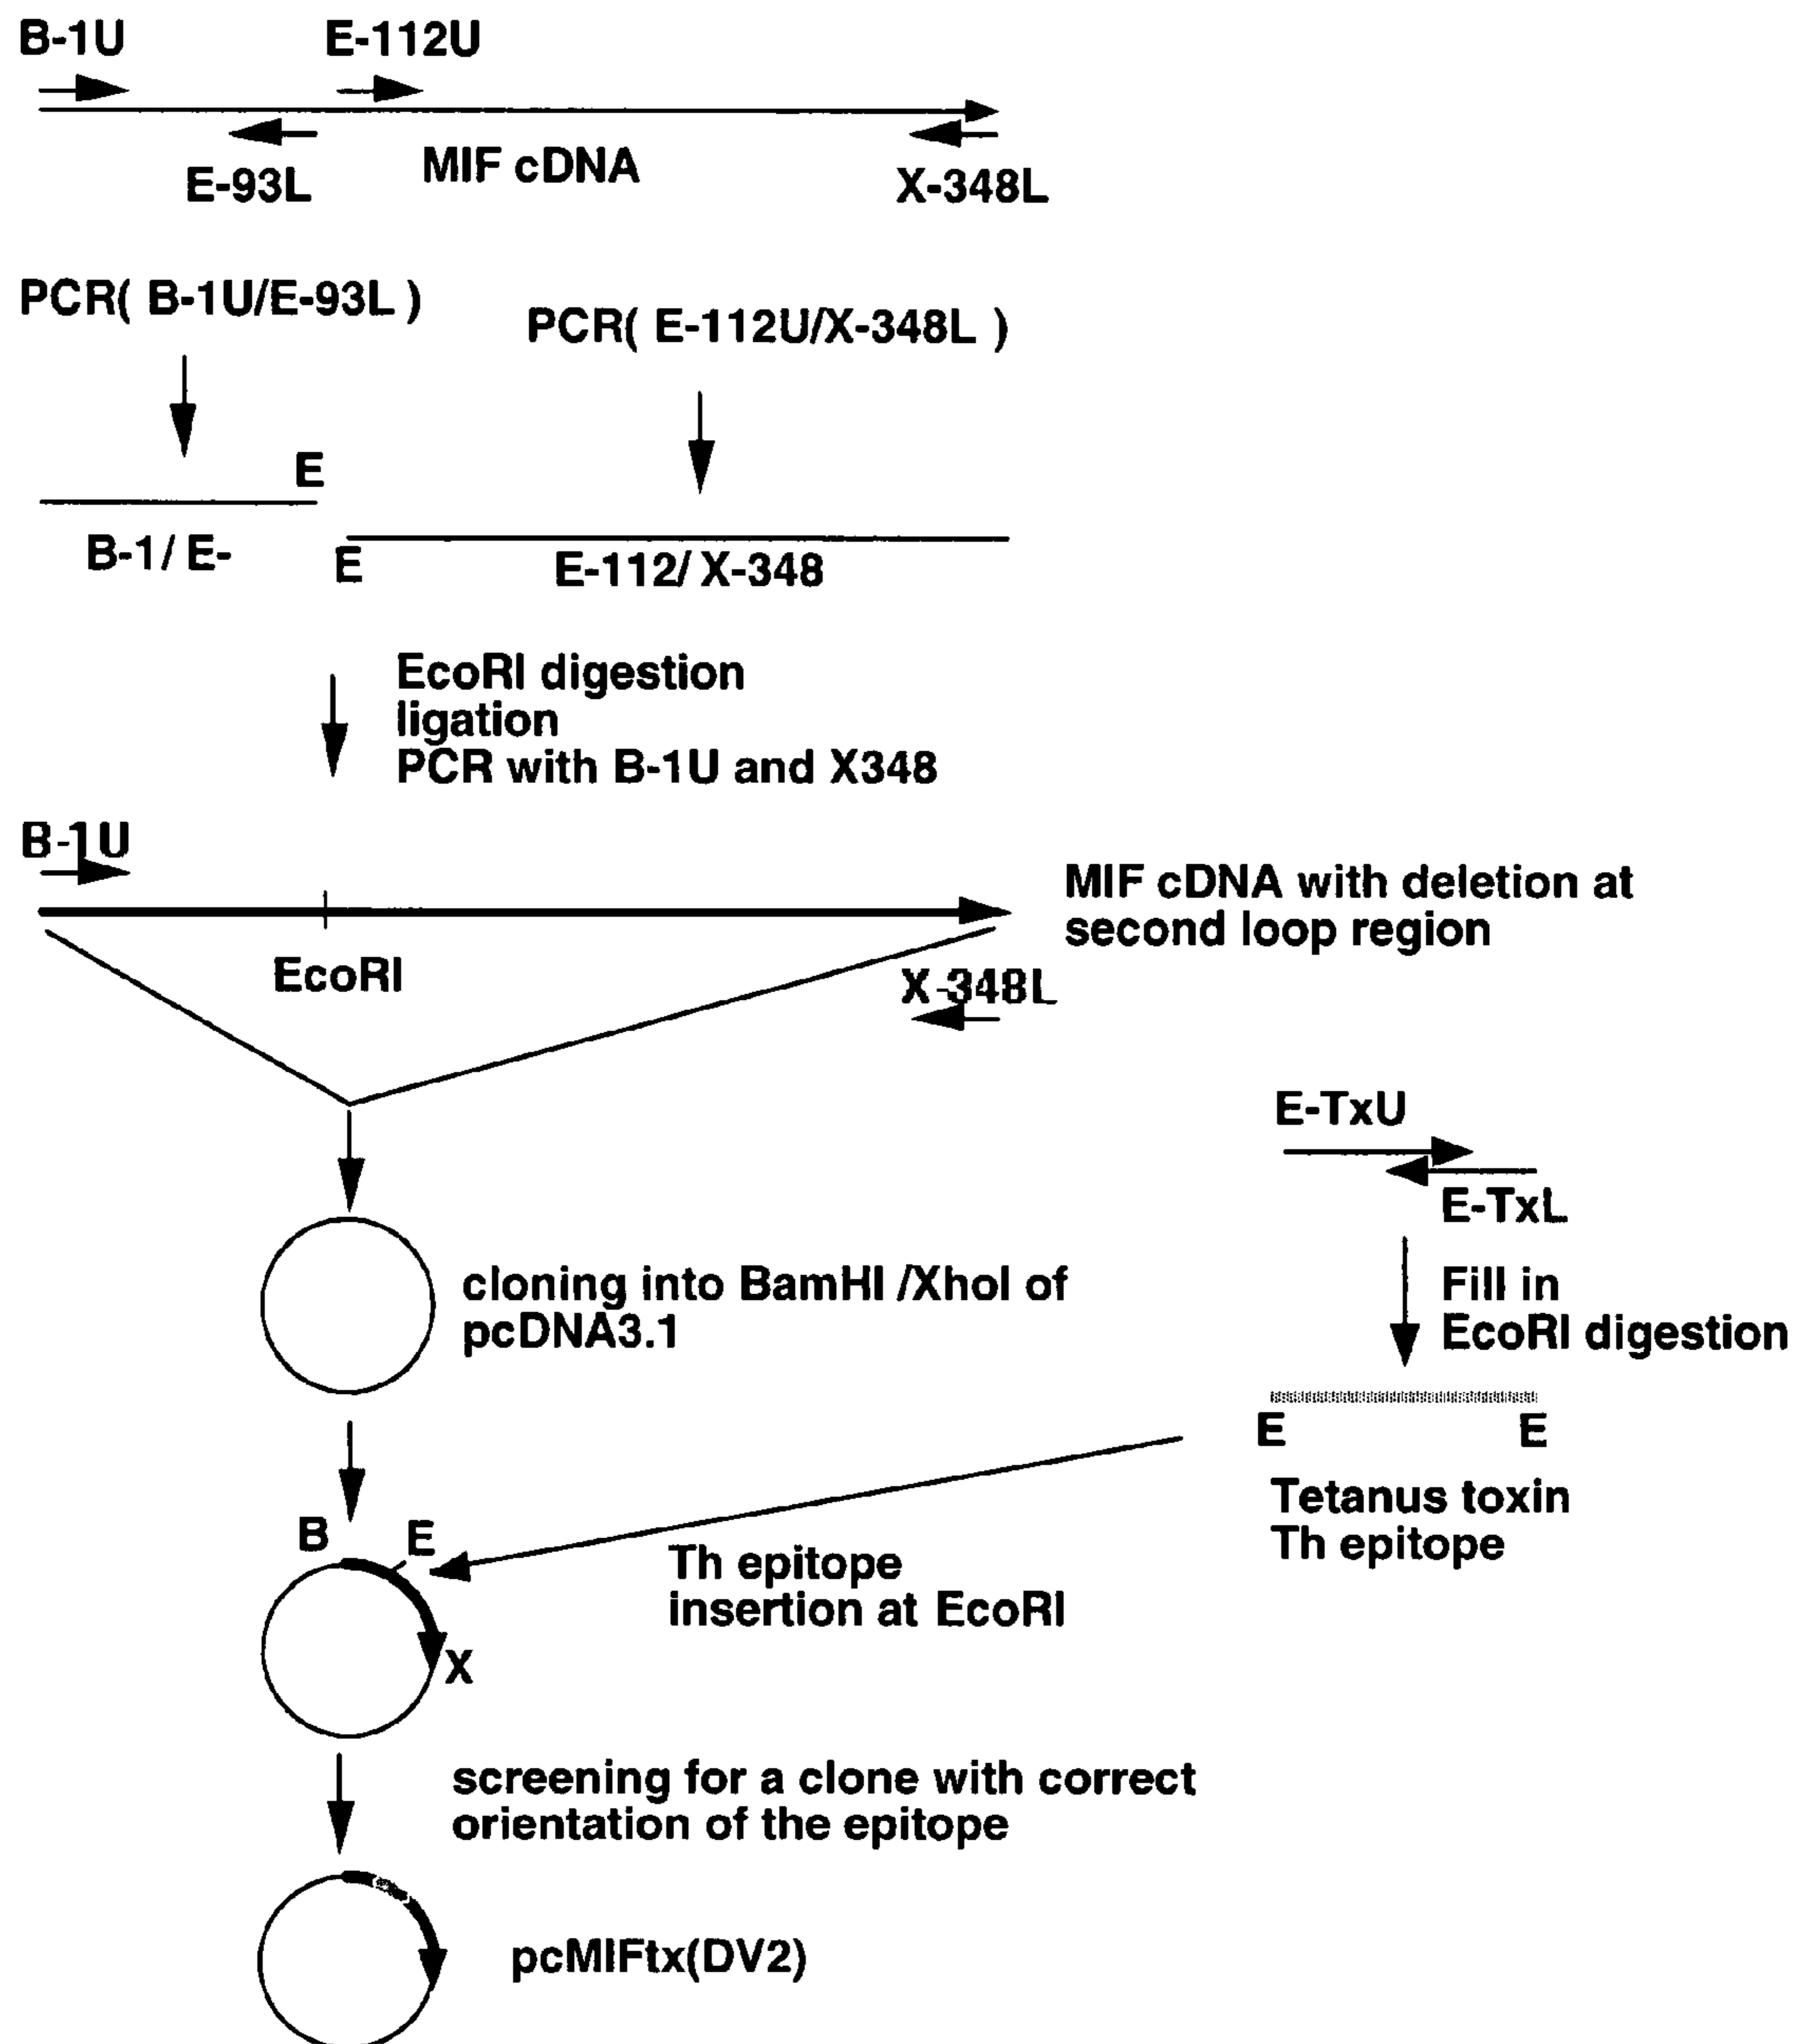 B-1U
E-112U
E-93L
MIF cDNA
X-348L
PCR( B-1U/E-93L )
PCR( E-112U/X-348L )
E
B-1/ E-
E
E-112/ X-348
EcoRI digestion
ligation
PCR with B-1U and X348
B-1U
MIF cDNA with deletion at
second loop region
EcoRI
X-348L
E-TxU
E-TxL
cloning into BamHI /XhoI of
pcDNA3.1
Fill in
EcoRI digestion
E
E
Tetanus toxin
Th epitope
B
E
Th epitope
insertion at EcoRI
X
screening for a clone with correct
orientation of the epitope
pcMIFtx(DV2)